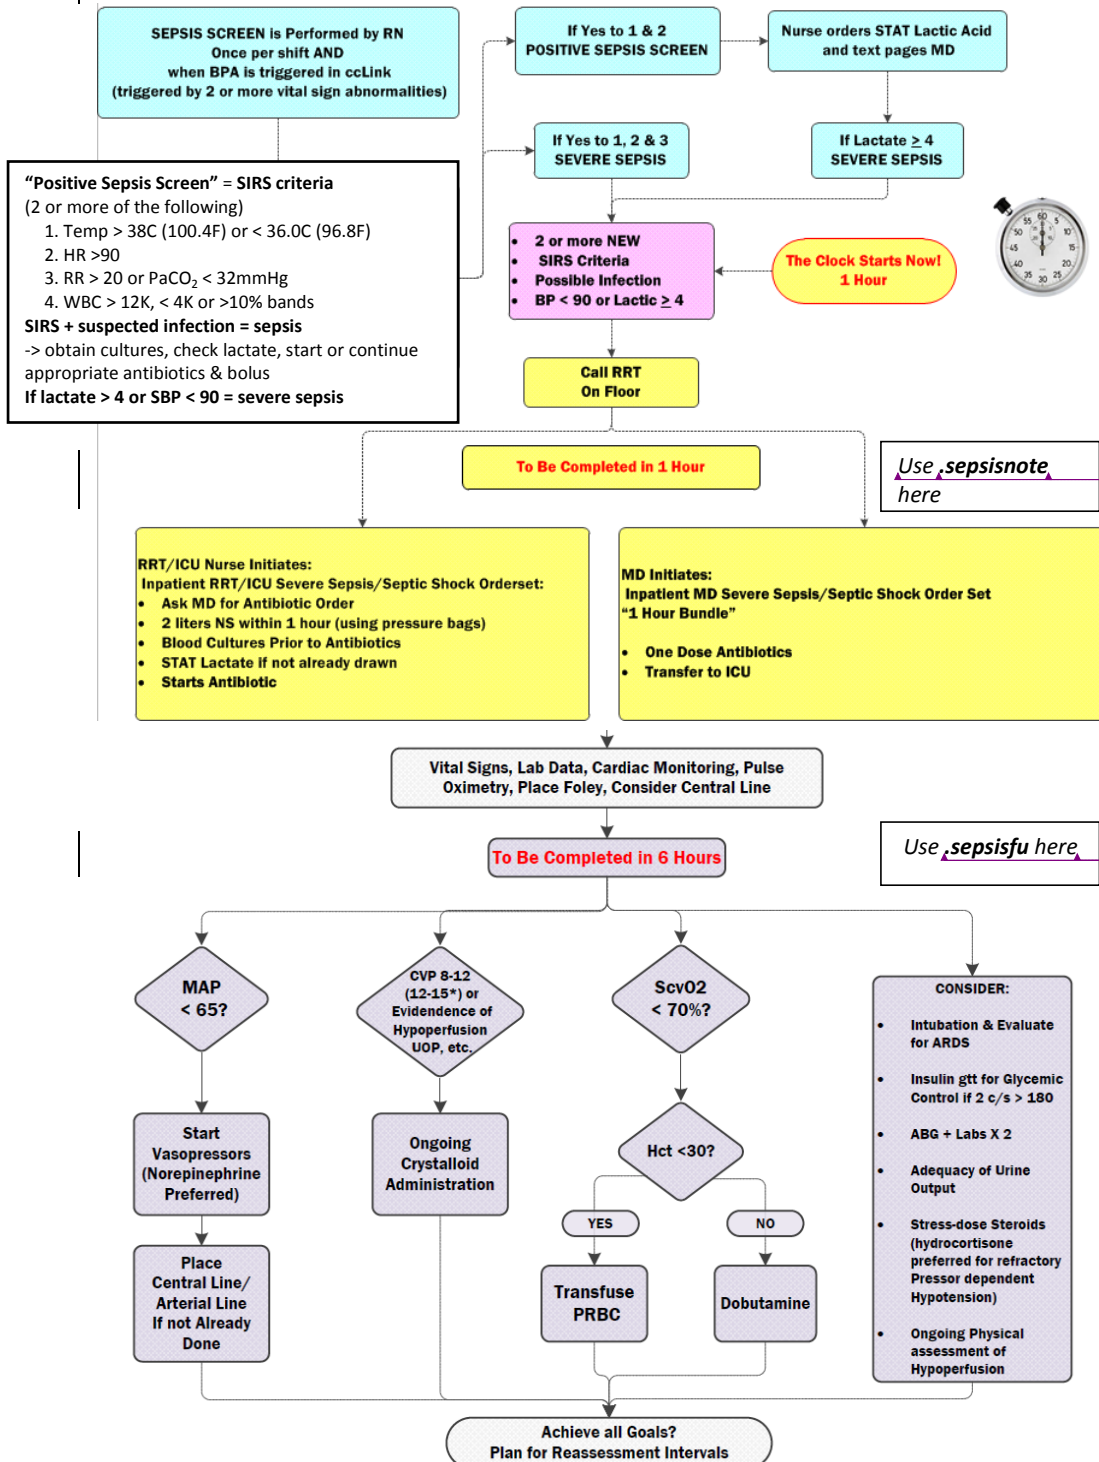 SEPSIS SCREEN is Performed by RN
Once per shift AND
when BPA is triggered in ccLink
(triggered by 2 or more vital sign abnormalities)
If Yes to 1 & 2
POSITIVE SEPSIS SCREEN
Nurse orders STAT Lactic Acid
and text pages MD
If Yes to 1, 2 & 3
SEVERE SEPSIS
If Lactate ≥ 4
SEVERE SEPSIS
“Positive Sepsis Screen” = SIRS criteria
(2 or more of the following)
1. Temp > 38C (100.4F) or < 36.0C (96.8F)
2. HR >90
3. RR > 20 or PaCO₂ < 32mmHg
4. WBC > 12K, < 4K or >10% bands
SIRS + suspected infection = sepsis
-> obtain cultures, check lactate, start or continue
appropriate antibiotics & bolus
If lactate > 4 or SBP < 90 = severe sepsis
• 2 or more NEW
• SIRS Criteria
• Possible Infection
• BP < 90 or Lactic ≥ 4
The Clock Starts Now!
1 Hour
60
5
10
15
20
25
30
35
40
45
50
Call RRT
On Floor
To Be Completed in 1 Hour
Use .sepsisnote
here
RRT/ICU Nurse Initiates:
Inpatient RRT/ICU Severe Sepsis/Septic Shock Orderset:
• Ask MD for Antibiotic Order
• 2 liters NS within 1 hour (using pressure bags)
• Blood Cultures Prior to Antibiotics
• STAT Lactate if not already drawn
• Starts Antibiotic
MD Initiates:
Inpatient MD Severe Sepsis/Septic Shock Order Set
“1 Hour Bundle”
• One Dose Antibiotics
• Transfer to ICU
Vital Signs, Lab Data, Cardiac Monitoring, Pulse
Oximetry, Place Foley, Consider Central Line
To Be Completed in 6 Hours
Use .sepsisfu here
MAP
< 65?
CVP 8-12
(12-15*) or
Evidendence of
Hypoperfusion
UOP, etc.
ScvO2
< 70%?
CONSIDER:
• Intubation & Evaluate
for ARDS
• Insulin gtt for Glycemic
Control if 2 c/s > 180
• ABG + Labs X 2
• Adequacy of Urine
Output
• Stress-dose Steroids
(hydrocortisone
preferred for refractory
Pressor dependent
Hypotension)
• Ongoing Physical
assessment of
Hypoperfusion
Start
Vasopressors
(Norepinephrine
Preferred)
Ongoing
Crystalloid
Administration
Hct <30?
YES
NO
Place
Central Line/
Arterial Line
If not Already
Done
Transfuse
PRBC
Dobutamine
Achieve all Goals?
Plan for Reassessment Intervals